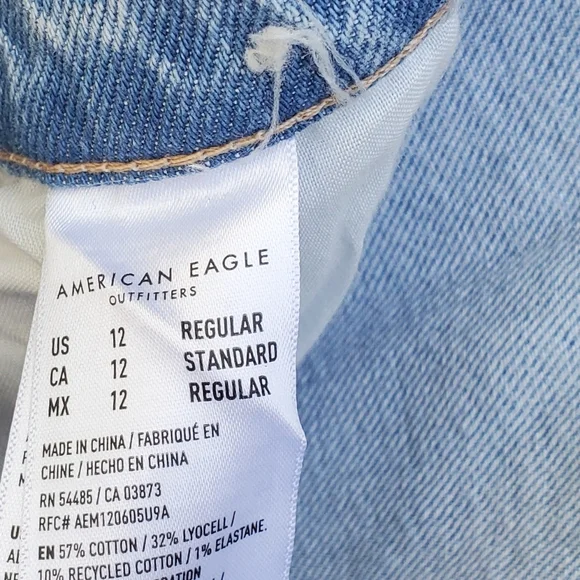 AMERICAN EAGLE
OUTFITTERS
US 12 REGULAR
CA 12 STANDARD
MX 12 REGULAR
MADE IN CHINA / FABRIQUÉ EN
CHINE / HECHO EN CHINA
RN 54485 / CA 03873
RFC# AEM120605U9A
EN 57% COTTON / 32% LYOCELL /
10% RECYCLED COTTON / 1% ELASTANE.